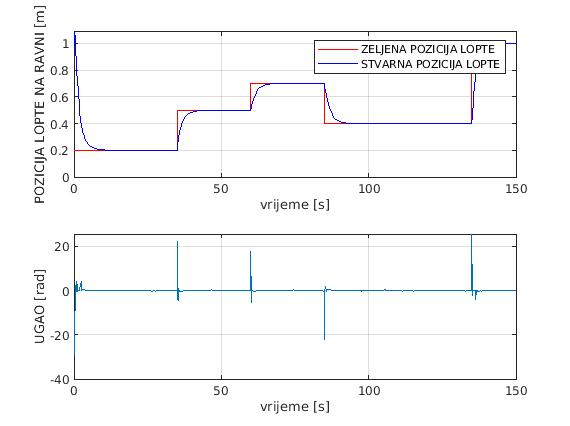 POZICIJA LOPTE NA RAVNI [m]
1
0.8
0.6
0.4
0.2
0
ZELJENA POZICIJA LOPTE
STVARNA POZICIJA LOPTE
0 50 100 150
vrijeme [s]
UGAO [rad]
20
0
-20
-40
0 50 100 150
vrijeme [s]